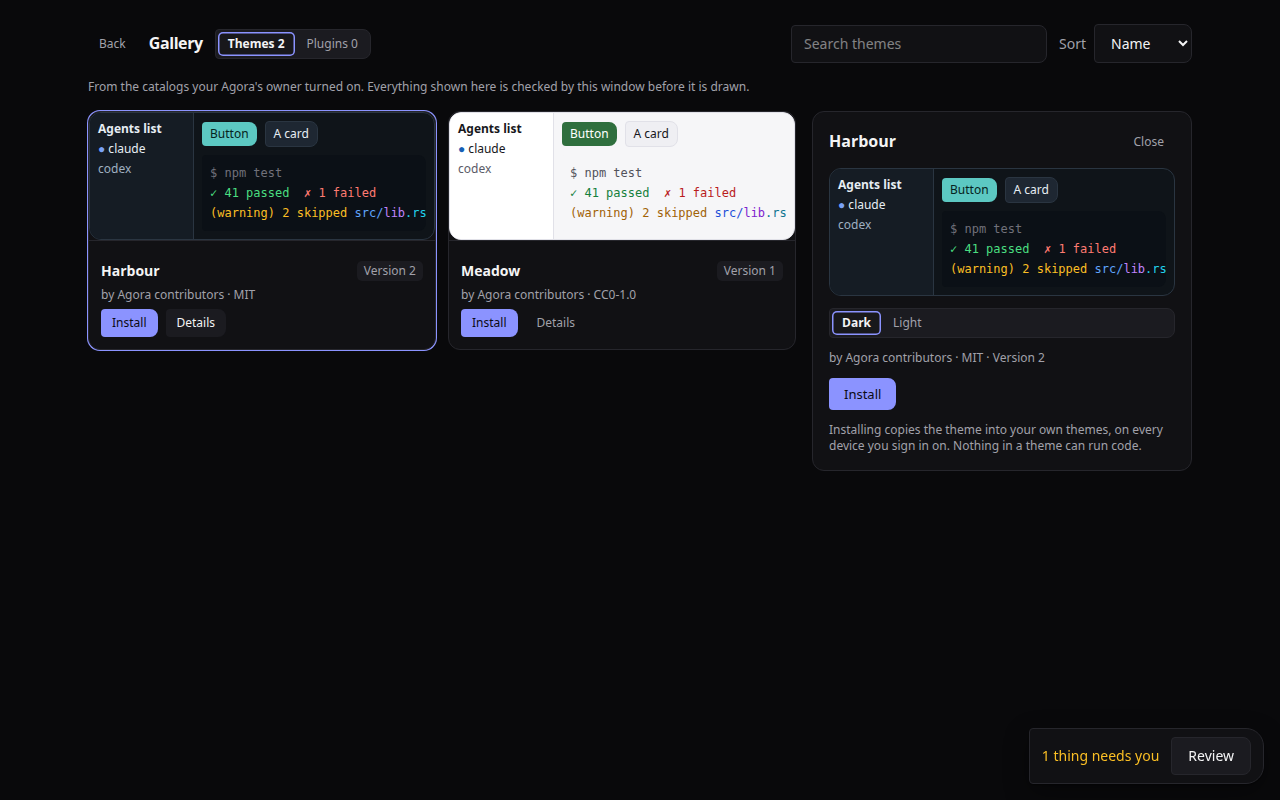 Back Gallery Themes 2 Plugins 0 Search themes Sort Name
From the catalogs your Agora's owner turned on. Everything shown here is checked by this window before it is drawn.
Agents list
● claude
codex
Button A card
$ npm test
✓ 41 passed ✗ 1 failed
(warning) 2 skipped src/lib.rs
Harbour Version 2
by Agora contributors · MIT
Install Details
Agents list
● claude
codex
Button A card
$ npm test
✓ 41 passed ✗ 1 failed
(warning) 2 skipped src/lib.rs
Meadow Version 1
by Agora contributors · CC0-1.0
Install Details
Harbour Close
Agents list
● claude
codex
Button A card
$ npm test
✓ 41 passed ✗ 1 failed
(warning) 2 skipped src/lib.rs
Dark Light
by Agora contributors · MIT · Version 2
Install
Installing copies the theme into your own themes, on every
device you sign in on. Nothing in a theme can run code.
1 thing needs you Review